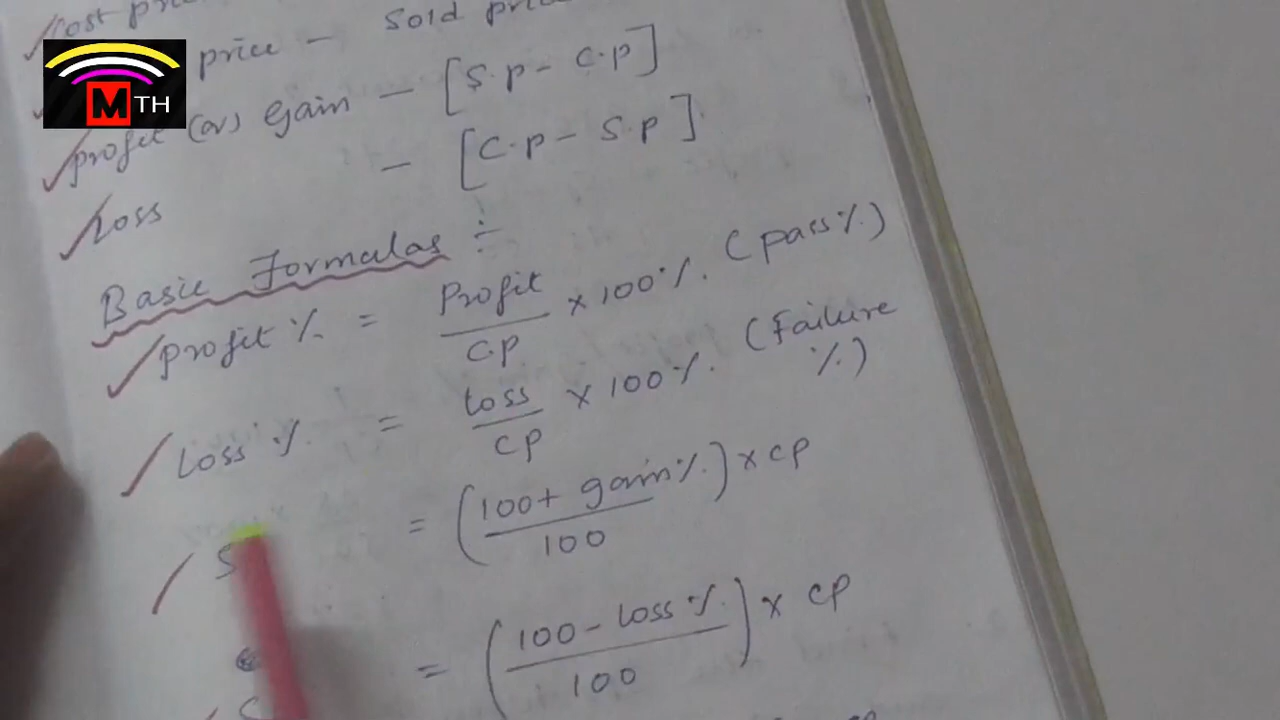 Cost
price - Sold
MTH
profit (or) Gain - [S.p - C.p]
Loss - [C.p - S.p]
Basic Formulas :-
profit % = Profit / C.P × 100%. (pass%)
Loss % = Loss / CP × 100%. (Failure %)
S = (100 + gain% / 100) × CP
S = (100 - Loss% / 100) × CP